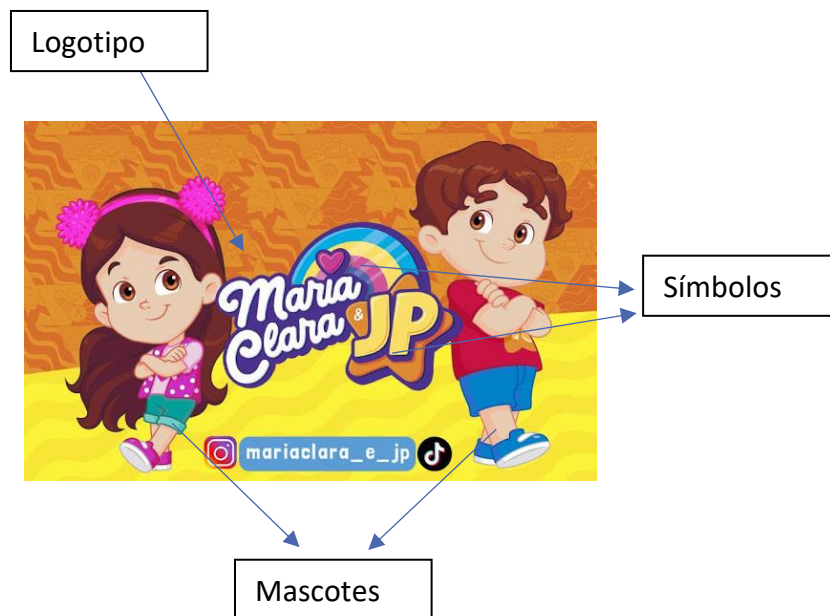 Logotipo
Maria
Clara & JP
Símbolos
mariaclara_e_jp
Mascotes